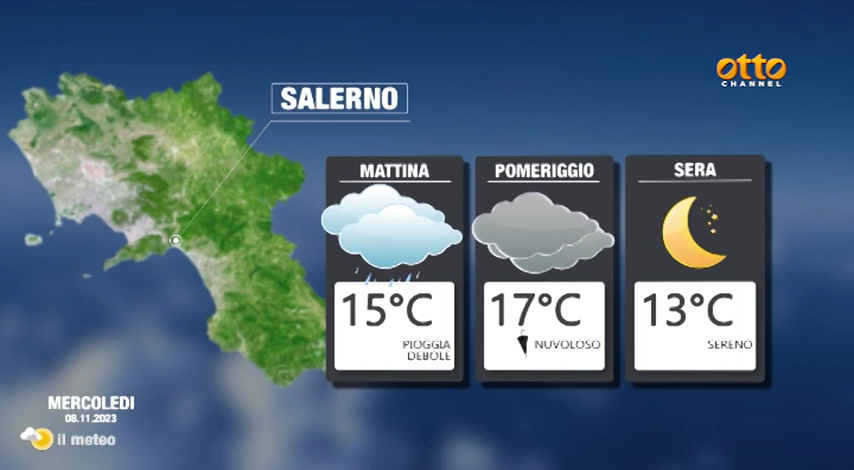 otto
CHANNEL
SALERNO
MATTINA
15°C
PIOGGIA
DEBOLE
POMERIGGIO
17°C
NUVOLOSO
SERA
13°C
SERENO
MERCOLEDI
08.11.2023
il meteo